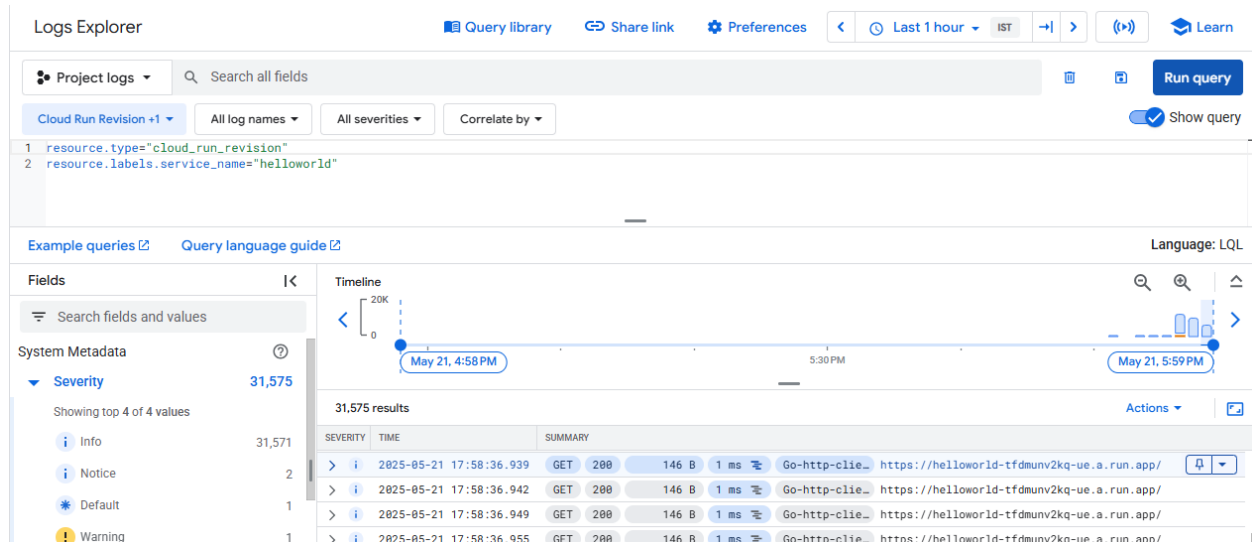 Logs Explorer Query library Share link Preferences Last 1 hour IST Learn
Project logs Search all fields Run query
Cloud Run Revision +1 All log names All severities Correlate by Show query
1 resource.type="cloud_run_revision"
2 resource.labels.service_name="helloworld"
Example queries Query language guide Language: LQL
Fields
Search fields and values
System Metadata
Severity 31,575
Showing top 4 of 4 values
Info 31,571
Notice 2
Default 1
Warning 1
Timeline
20K
0
May 21, 4:58 PM 5:30 PM May 21, 5:59 PM
31,575 results Actions
SEVERITY TIME SUMMARY
i 2025-05-21 17:58:36.939 GET 200 146 B 1 ms Go-http-clie… https://helloworld-tfdmunv2kq-ue.a.run.app/
i 2025-05-21 17:58:36.942 GET 200 146 B 1 ms Go-http-clie… https://helloworld-tfdmunv2kq-ue.a.run.app/
i 2025-05-21 17:58:36.949 GET 200 146 B 1 ms Go-http-clie… https://helloworld-tfdmunv2kq-ue.a.run.app/
i 2025-05-21 17:58:36.955 GET 200 146 B 1 ms Go-http-clie… https://helloworld-tfdmunv2kq-ue.a.run.app/